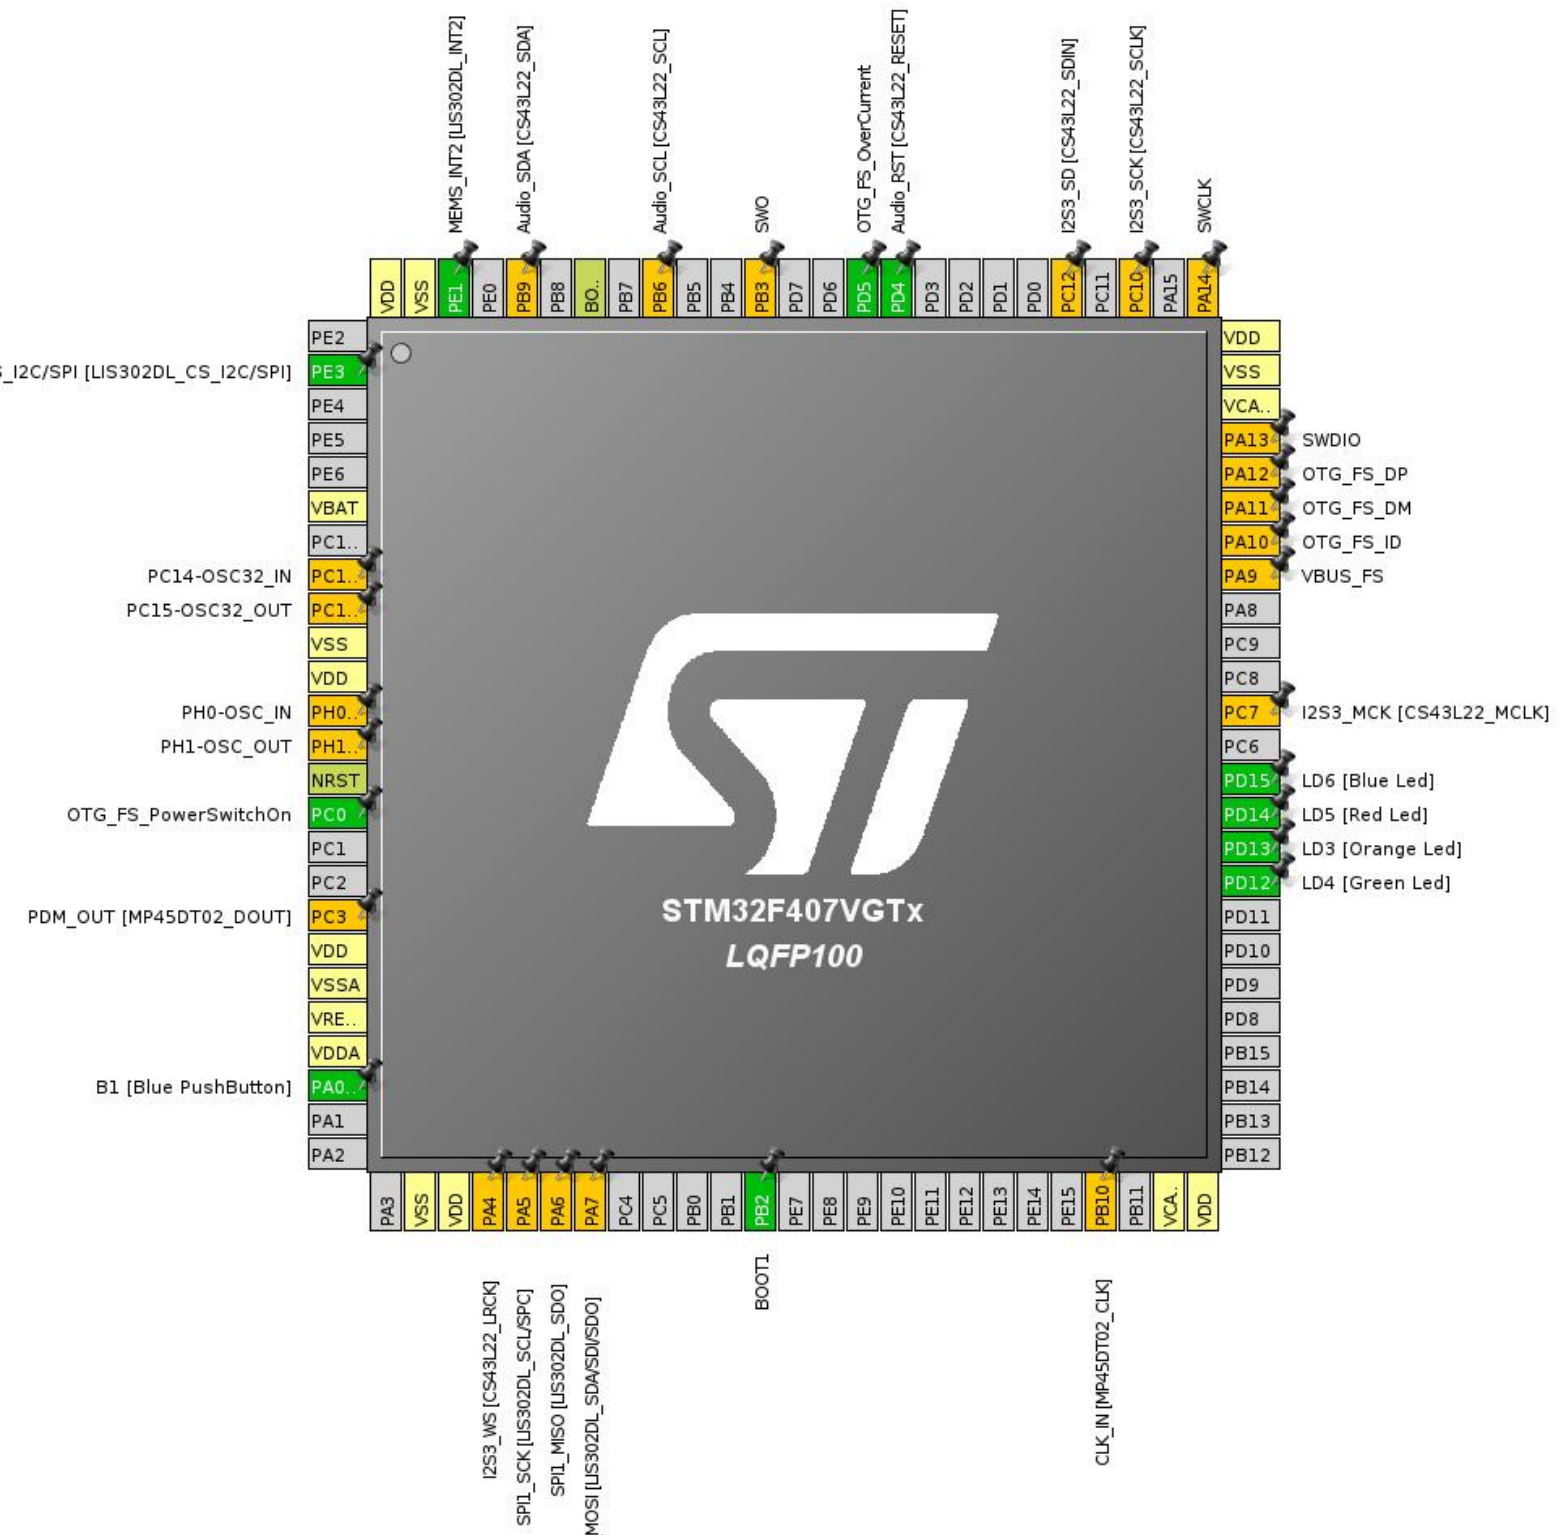 MEMS_INT2 [LIS302DL_INT2]
Audio_SDA [CS43L22_SDA]
Audio_SCL [CS43L22_SCL]
SWO
OTG_FS_OverCurrent
Audio_RST [CS43L22_RESET]
I2S3_SD [CS43L22_SDIN]
I2S3_SCK [CS43L22_SCLK]
SWCLK
VDD
VSS
PE1
PE0
PB9
PB8
BO..
PB7
PB6
PB5
PB4
PB3
PD7
PD6
PD5
PD4
PD3
PD2
PD1
PD0
PC12
PC11
PC10
PA15
PA14
PE2
S_I2C/SPI [LIS302DL_CS_I2C/SPI] PE3
PE4
PE5
PE6
VBAT
PC1..
PC14-OSC32_IN PC1..
PC15-OSC32_OUT PC1..
VSS
VDD
PH0-OSC_IN PH0..
PH1-OSC_OUT PH1..
NRST
OTG_FS_PowerSwitchOn PC0
PC1
PC2
PDM_OUT [MP45DT02_DOUT] PC3
VDD
VSSA
VRE..
VDDA
B1 [Blue PushButton] PA0..
PA1
PA2
ST
STM32F407VGTx
LQFP100
VDD
VSS
VCA..
PA13 SWDIO
PA12 OTG_FS_DP
PA11 OTG_FS_DM
PA10 OTG_FS_ID
PA9 VBUS_FS
PA8
PC9
PC8
PC7 I2S3_MCK [CS43L22_MCLK]
PC6
PD15 LD6 [Blue Led]
PD14 LD5 [Red Led]
PD13 LD3 [Orange Led]
PD12 LD4 [Green Led]
PD11
PD10
PD9
PD8
PB15
PB14
PB13
PB12
PA3
VSS
VDD
PA4
PA5
PA6
PA7
PC4
PC5
PB0
PB1
PB2
PE7
PE8
PE9
PE10
PE11
PE12
PE13
PE14
PE15
PB10
PB11
VCA..
VDD
I2S3_WS [CS43L22_LRCK]
SPI1_SCK [LIS302DL_SCL/SPC]
SPI1_MISO [LIS302DL_SDO]
MOSI [LIS302DL_SDA/SDI/SDO]
BOOT1
CLK_IN [MP45DT02_CLK]